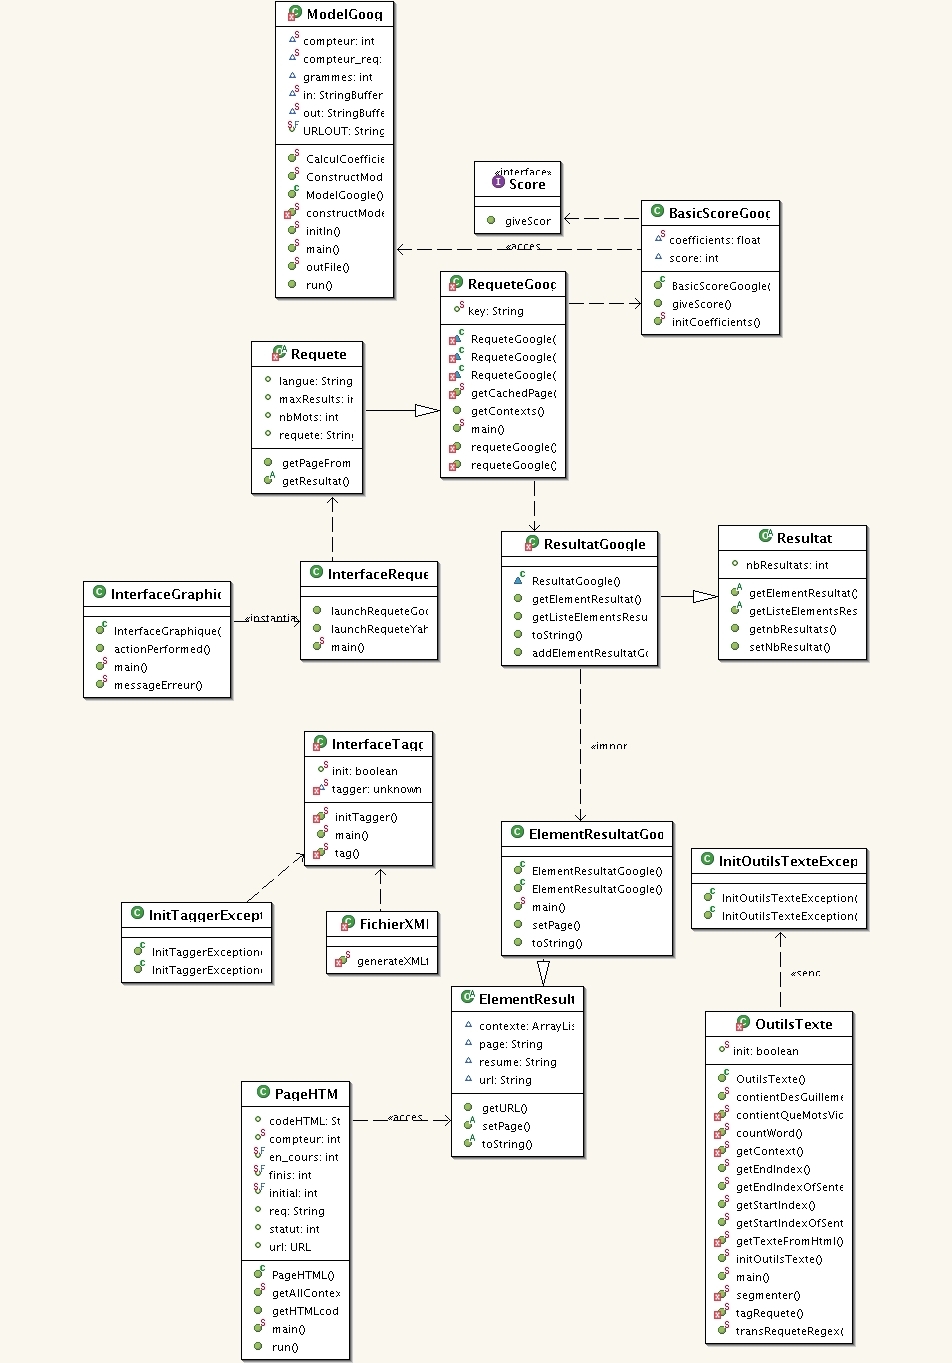 ModelGoog
compteur: int
compteur_req:
grammes: int
in: StringBuffer
out: StringBuffe
URLOUT: String
CalculCoefficie
ConstructMod
ModelGoogle()
constructMode
initIn()
main()
outFile()
run()
«interface»
Score
giveScor
BasicScoreGoog
coefficients: float
score: int
BasicScoreGoogle(
giveScore()
initCoefficients()
«acces
RequeteGoog
key: String
RequeteGoogle(
RequeteGoogle(
RequeteGoogle(
getCachedPage(
getContexts()
main()
requeteGoogle(
requeteGoogle(
Requete
langue: String
maxResults: in
nbMots: int
requete: String
getPageFrom
getResultat()
ResultatGoogle
ResultatGoogle()
getElementResultat()
getListeElementsResu
toString()
addElementResultatGo
Resultat
nbResultats: int
getElementResultat(
getListeElementsRes
getnbResultats()
setNbResultat()
InterfaceReque
launchRequeteGoo
launchRequeteYah
main()
InterfaceGraphic
InterfaceGraphique(
actionPerformed()
main()
messageErreur()
«instantia
InterfaceTagg
init: boolean
tagger: unknown
initTagger()
main()
tag()
«impor
ElementResultatGoo
ElementResultatGoogle()
ElementResultatGoogle()
main()
setPage()
toString()
InitOutilsTexteExcep
InitOutilsTexteException(
InitOutilsTexteException(
InitTaggerExcept
InitTaggerException(
InitTaggerException(
FichierXMl
generateXMLf
«senc
ElementResult
contexte: ArrayLis
page: String
resume: String
url: String
getURL()
setPage()
toString()
OutilsTexte
init: boolean
OutilsTexte()
contientDesGuilleme
contientQueMotsVid
countWord()
getContext()
getEndIndex()
getEndIndexOfSente
getStartIndex()
getStartIndexOfSent
getTexteFromHtml()
initOutilsTexte()
main()
segmenter()
tagRequete()
transRequeteRegex(
PageHTM
codeHTML: St
compteur: int
en_cours: int
finis: int
initial: int
req: String
statut: int
url: URL
PageHTML()
getAllContex
getHTMLcod
main()
run()
«acces